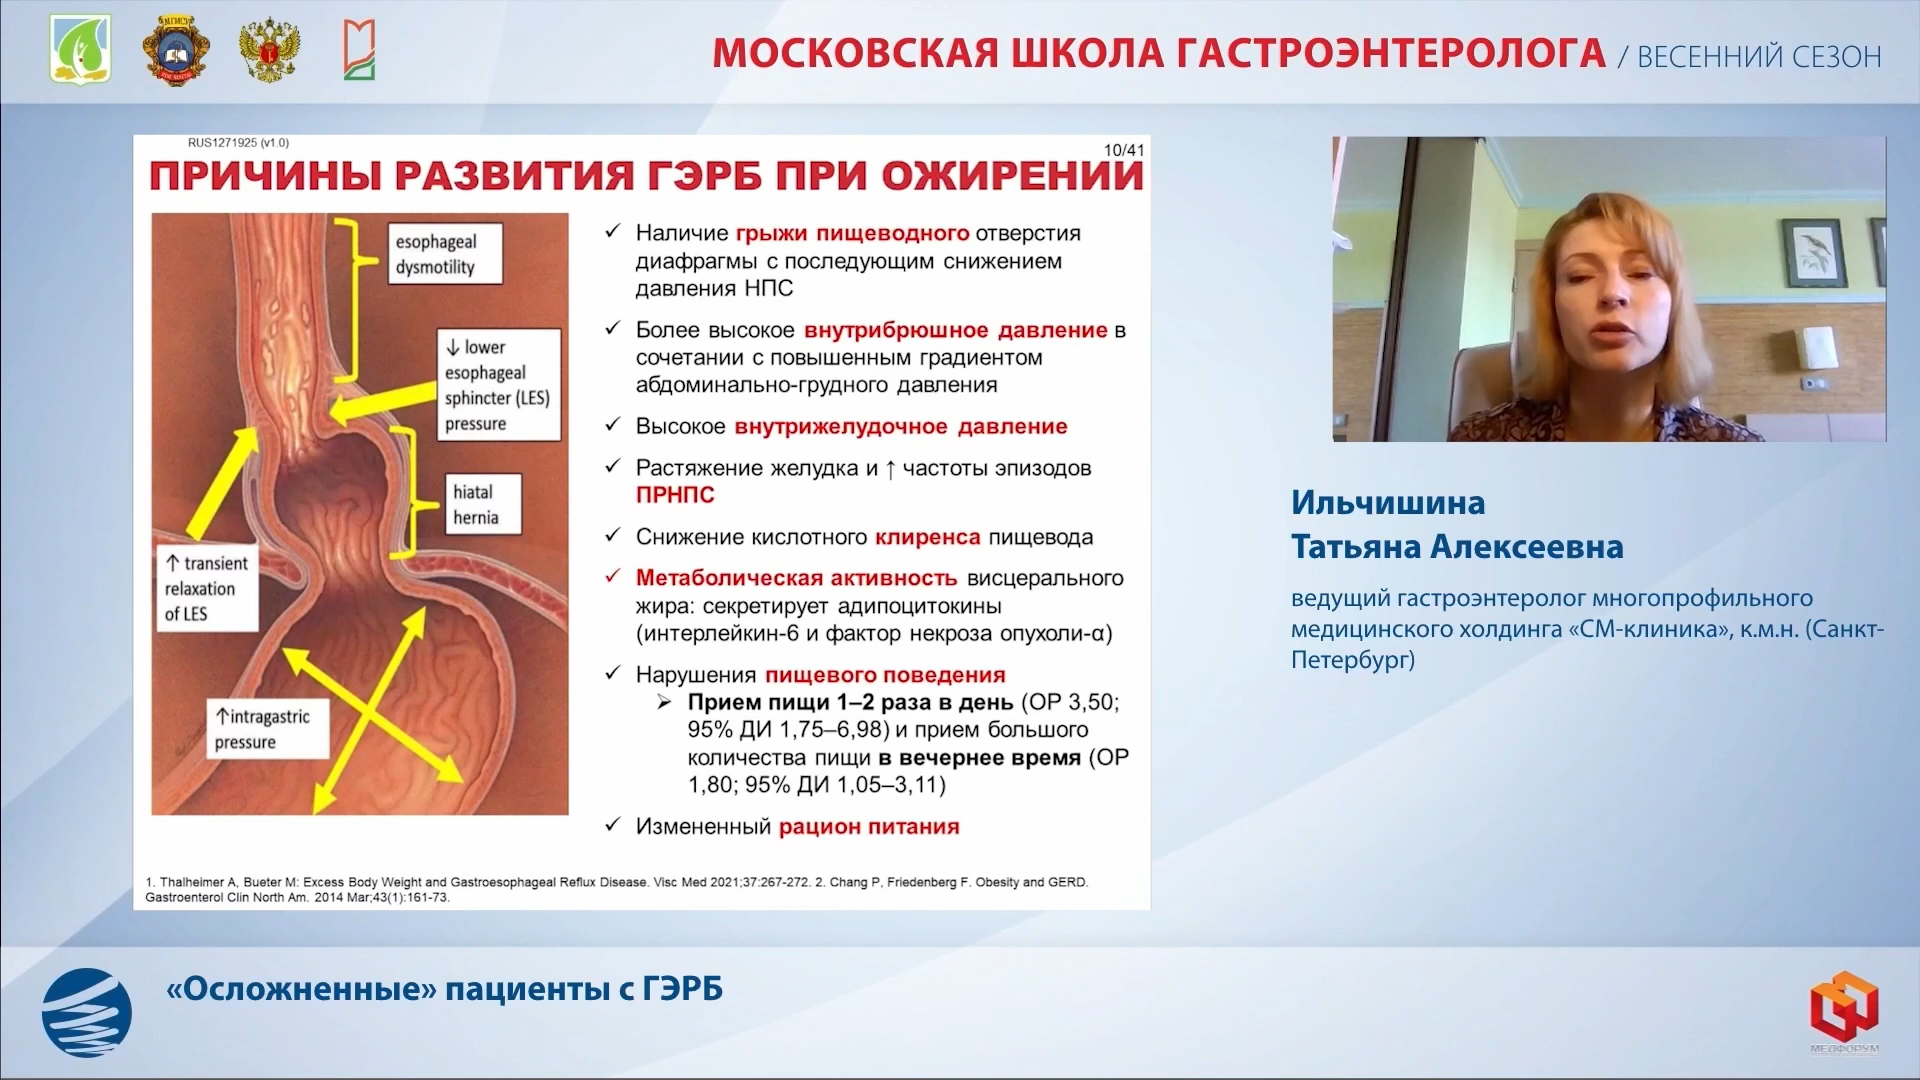 МОСКОВСКАЯ ШКОЛА ГАСТРОЭНТЕРОЛОГА / ВЕСЕННИЙ СЕЗОН
RUS1271925 (v1.0)
10/41
ПРИЧИНЫ РАЗВИТИЯ ГЭРБ ПРИ ОЖИРЕНИИ
esophageal
dysmotility
↓ lower
esophageal
sphincter (LES)
pressure
hiatal
hernia
↑ transient
relaxation
of LES
↑intragastric
pressure
✓ Наличие грыжи пищеводного отверстия
диафрагмы с последующим снижением
давления НПС
✓ Более высокое внутрибрюшное давление в
сочетании с повышенным градиентом
абдоминально-грудного давления
✓ Высокое внутрижелудочное давление
✓ Растяжение желудка и ↑ частоты эпизодов
ПРНПС
✓ Снижение кислотного клиренса пищевода
✓ Метаболическая активность висцерального
жира: секретирует адипоцитокины
(интерлейкин-6 и фактор некроза опухоли-α)
✓ Нарушения пищевого поведения
➢ Прием пищи 1–2 раза в день (ОР 3,50;
95% ДИ 1,75–6,98) и прием большого
количества пищи в вечернее время (ОР
1,80; 95% ДИ 1,05–3,11)
✓ Измененный рацион питания
1. Thalheimer A, Bueter M: Excess Body Weight and Gastroesophageal Reflux Disease. Visc Med 2021;37:267-272. 2. Chang P, Friedenberg F. Obesity and GERD.
Gastroenterol Clin North Am. 2014 Mar;43(1):161-73.
Ильчишина
Татьяна Алексеевна
ведущий гастроэнтеролог многопрофильного
медицинского холдинга «СМ-клиника», к.м.н. (Санкт-
Петербург)
«Осложненные» пациенты с ГЭРБ
МЕДФОРУМ